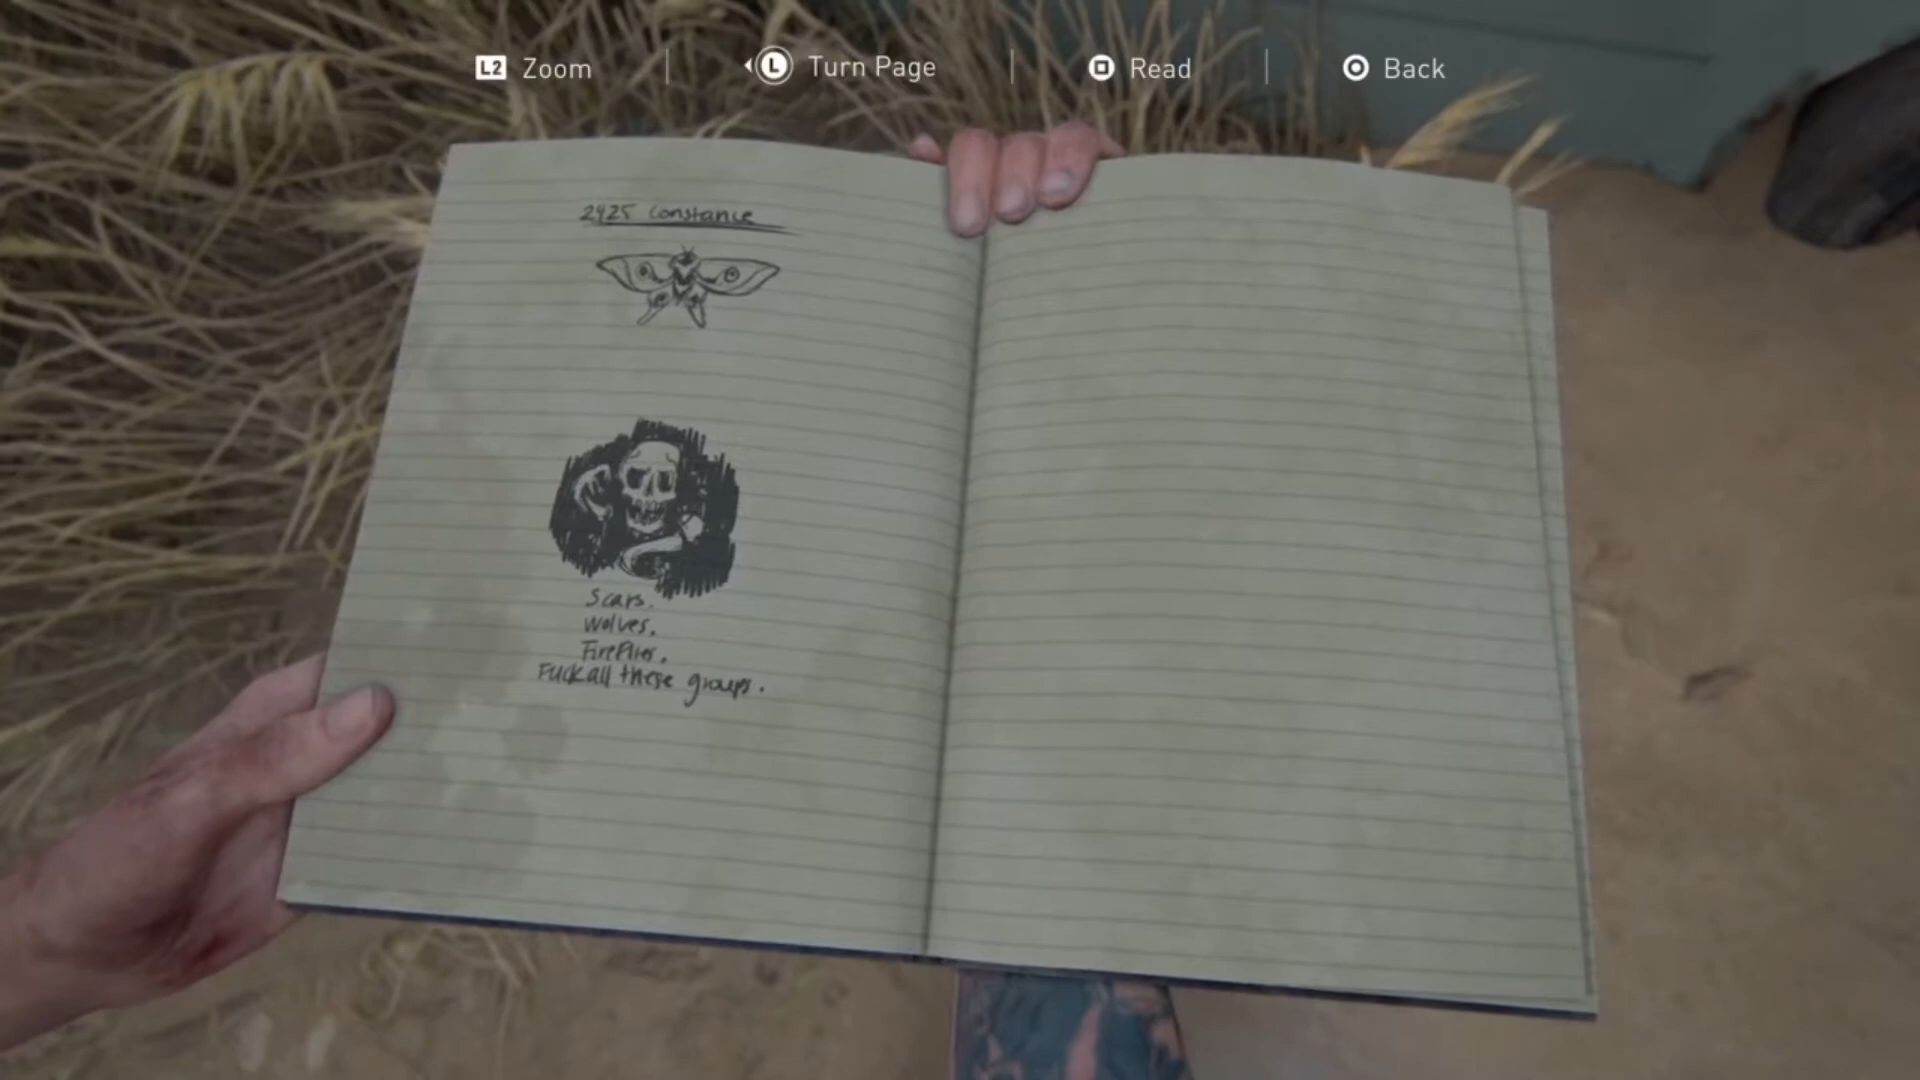 L2 Zoom
L Turn Page
Read
Back
2425 Constance
Scars.
Wolves.
Fireflies.
Fuck all these groups.